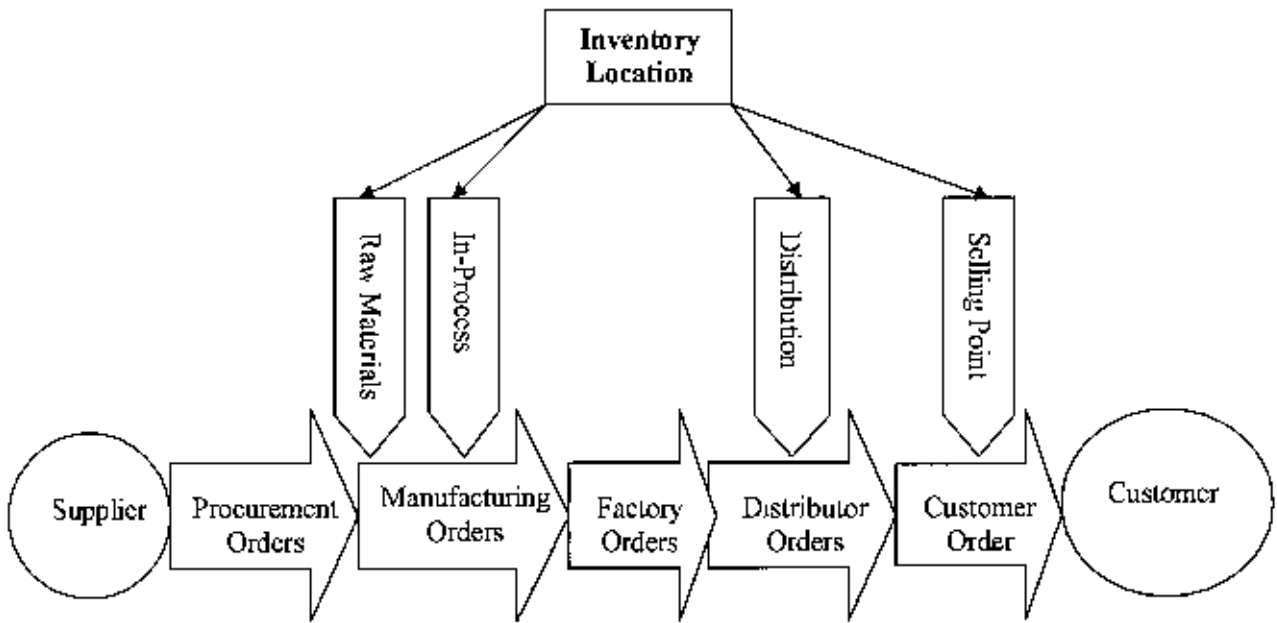 Inventory
Location
Raw Materials
In-Process
Distribution
Selling Point
Supplier
Procurement
Orders
Manufacturing
Orders
Factory
Orders
Distributor
Orders
Customer
Order
Customer